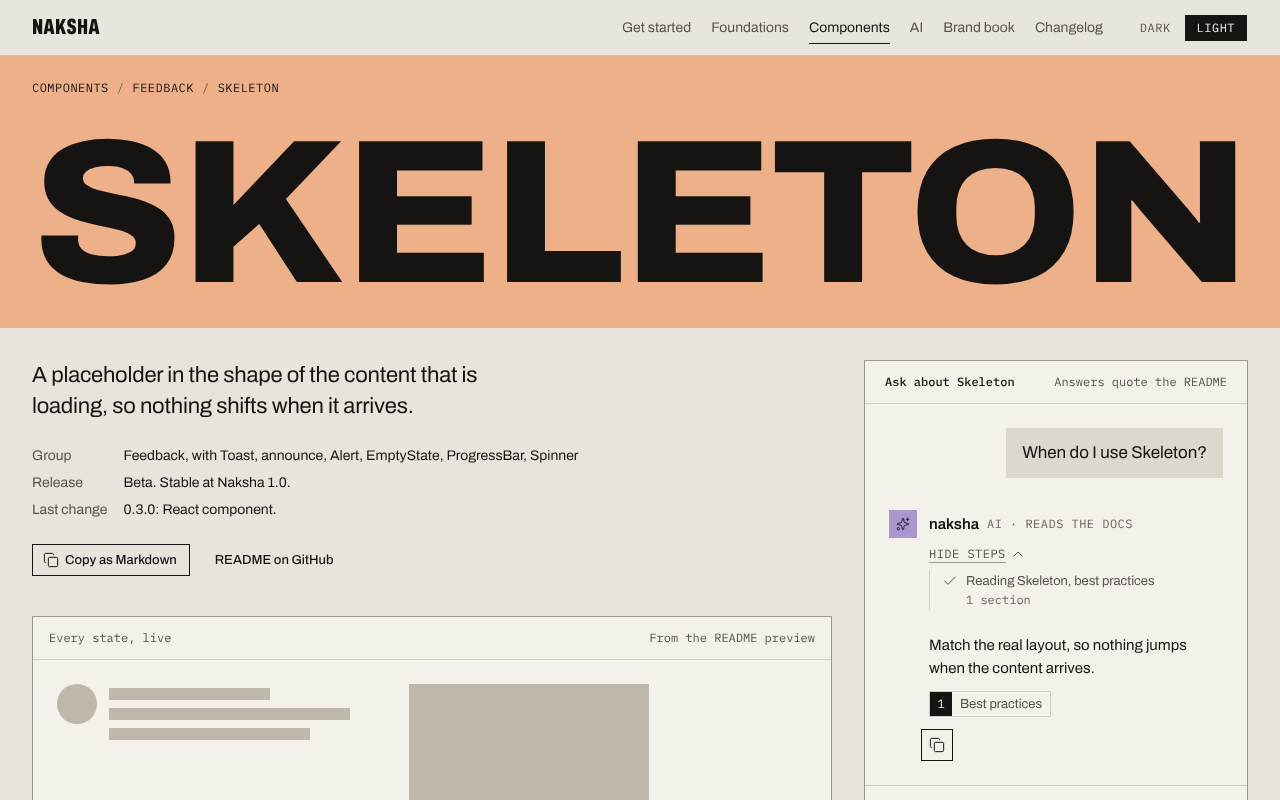 NAKSHA
Get started Foundations Components AI Brand book Changelog DARK LIGHT
COMPONENTS / FEEDBACK / SKELETON
SKELETON
A placeholder in the shape of the content that is
loading, so nothing shifts when it arrives.
Group Feedback, with Toast, announce, Alert, EmptyState, ProgressBar, Spinner
Release Beta. Stable at Naksha 1.0.
Last change 0.3.0: React component.
Copy as Markdown README on GitHub
Every state, live From the README preview
Ask about Skeleton Answers quote the README
When do I use Skeleton?
naksha AI · READS THE DOCS
HIDE STEPS
Reading Skeleton, best practices
1 section
Match the real layout, so nothing jumps
when the content arrives.
1 Best practices